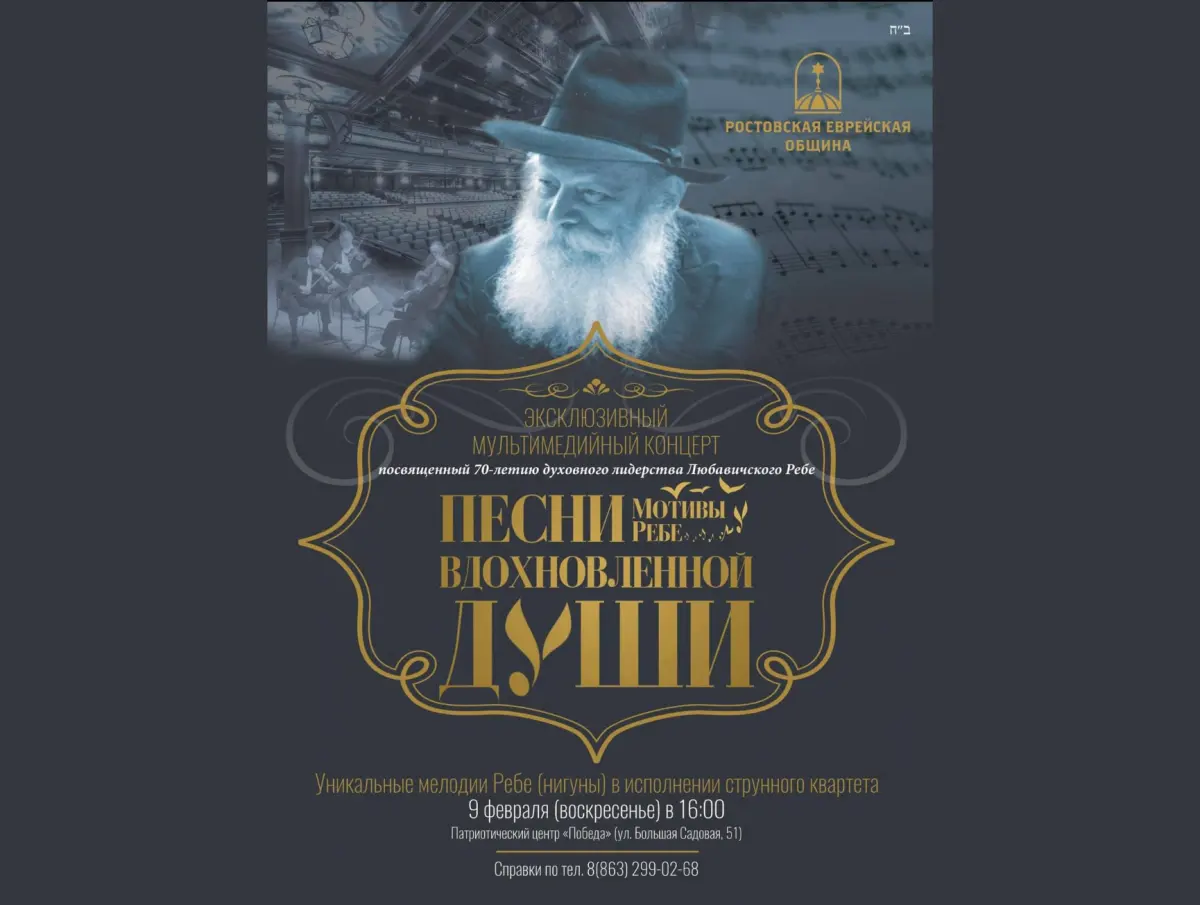 ב״ה
РОСТОВСКАЯ ЕВРЕЙСКАЯ
ОБЩИНА
ЭКСКЛЮЗИВНЫЙ
МУЛЬТИМЕДИЙНЫЙ КОНЦЕРТ
посвященный 70-летию духовного лидерства Любавичского Ребе
ПЕСНИ
МОТИВЫ
РЕБЕ
ВДОХНОВЛЕННОЙ
ДУШИ
Уникальные мелодии Ребе (нигуны) в исполнении струнного квартета
9 февраля (воскресенье) в 16:00
Патриотический центр «Победа» (ул. Большая Садовая, 51)
Справки по тел. 8(863) 299-02-68